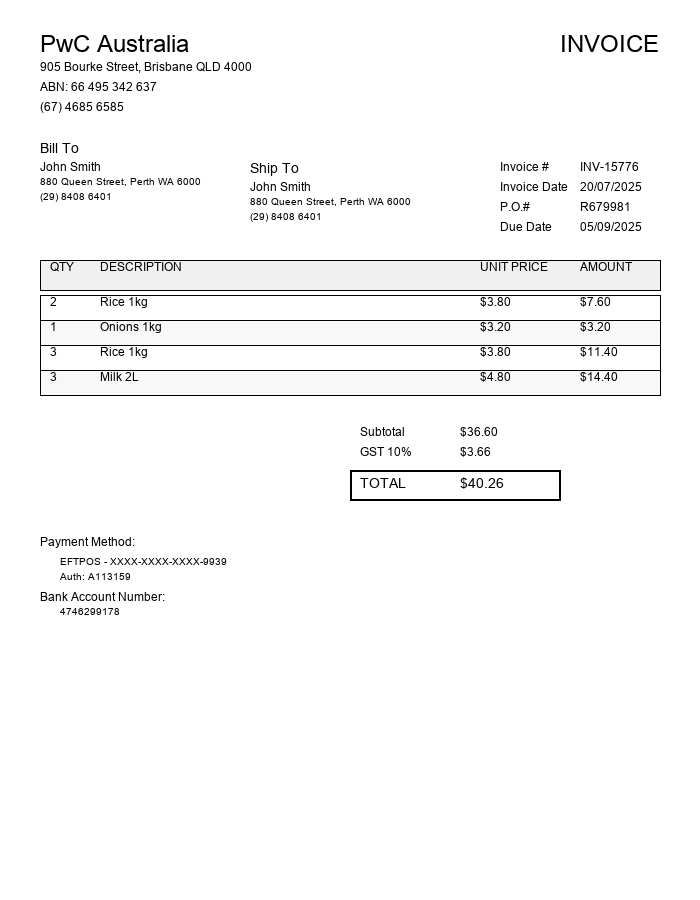 PwC Australia
INVOICE
905 Bourke Street, Brisbane QLD 4000
ABN: 66 495 342 637
(67) 4685 6585
Bill To
John Smith
880 Queen Street, Perth WA 6000
(29) 8408 6401
Ship To
John Smith
880 Queen Street, Perth WA 6000
(29) 8408 6401
Invoice # INV-15776
Invoice Date 20/07/2025
P.O.# R679981
Due Date 05/09/2025
QTY DESCRIPTION UNIT PRICE AMOUNT
2 Rice 1kg $3.80 $7.60
1 Onions 1kg $3.20 $3.20
3 Rice 1kg $3.80 $11.40
3 Milk 2L $4.80 $14.40
Subtotal $36.60
GST 10% $3.66
TOTAL $40.26
Payment Method:
EFTPOS - XXXX-XXXX-XXXX-9939
Auth: A113159
Bank Account Number:
4746299178